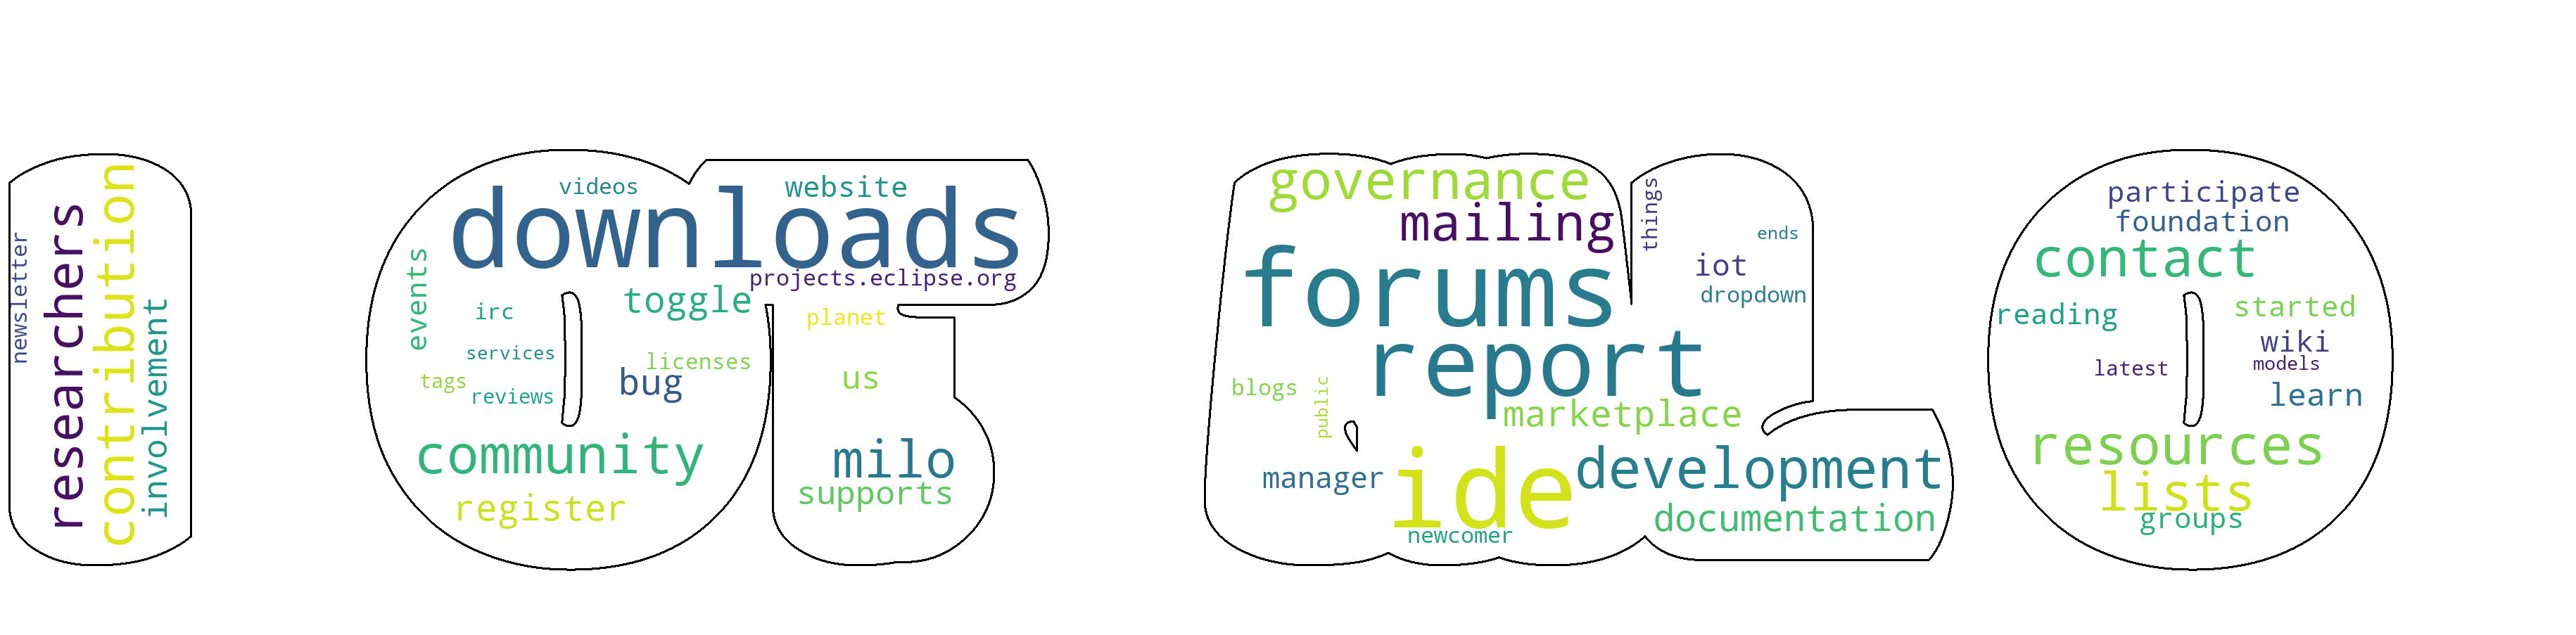 newsletter
researchers
contribution
involvement
videos
website
downloads
projects.eclipse.org
events
toggle
irc
planet
services
licenses
tags
bug
us
reviews
community
milo
supports
register
governance
things
mailing
ends
forums
iot
dropdown
report
blogs
public
marketplace
manager
ide
development
documentation
newcomer
participate
foundation
contact
reading
started
wiki
latest
models
learn
resources
lists
groups